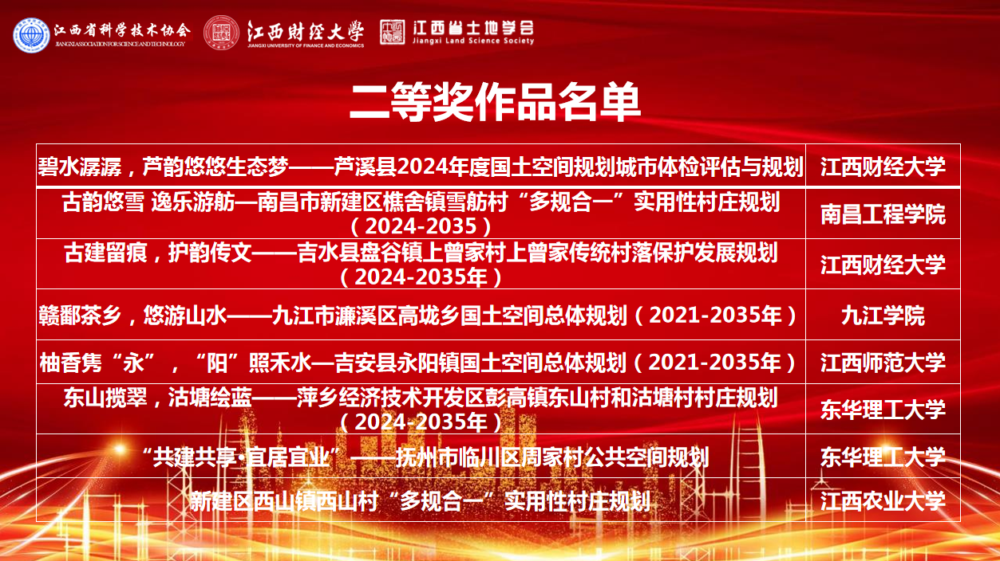 江西省科学技术协会
JIANGXI ASSOCIATION FOR SCIENCE AND TECHNOLOGY
江西财经大学
JIANGXI UNIVERSITY OF FINANCE AND ECONOMICS
江西省土地学会
Jiangxi Land Science Society
二等奖作品名单
碧水潺潺，芦韵悠悠生态梦——芦溪县2024年度国土空间规划城市体检评估与规划 江西财经大学
古韵悠雪 逸乐游舫—南昌市新建区樵舍镇雪舫村“多规合一”实用性村庄规划
（2024-2035） 南昌工程学院
古建留痕，护韵传文——吉水县盘谷镇上曾家村上曾家传统村落保护发展规划
（2024-2035年） 江西财经大学
赣鄱茶乡，悠游山水——九江市濂溪区高垅乡国土空间总体规划（2021-2035年） 九江学院
柚香隽“永”，“阳”照禾水—吉安县永阳镇国土空间总体规划（2021-2035年） 江西师范大学
东山揽翠，沽塘绘蓝——萍乡经济技术开发区彭高镇东山村和沽塘村村庄规划
（2024-2035年） 东华理工大学
“共建共享·宜居宜业”——抚州市临川区周家村公共空间规划 东华理工大学
新建区西山镇西山村“多规合一”实用性村庄规划 江西农业大学